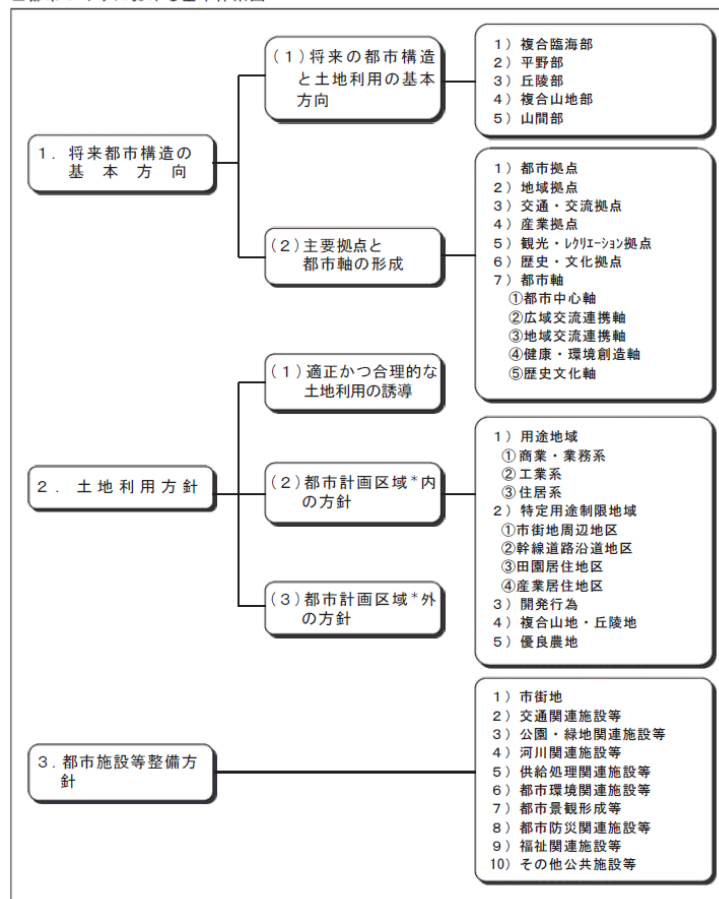 (1)将来の都市構造
と土地利用の基本
方向
1)複合臨海部
2)平野部
3)丘陵部
4)複合山地部
5)山間部
1.将来都市構造の
基本方向
(2)主要拠点と
都市軸の形成
1)都市拠点
2)地域拠点
3)交通・交流拠点
4)産業拠点
5)観光・レクリエーション拠点
6)歴史・文化拠点
7)都市軸
①都市中心軸
②広域交流連携軸
③地域交流連携軸
④健康・環境創造軸
⑤歴史文化軸
(1)適正かつ合理的な
土地利用の誘導
2.土地利用方針
(2)都市計画区域*内
の方針
1)用途地域
①商業・業務系
②工業系
③住居系
2)特定用途制限地域
①市街地周辺地区
②幹線道路沿道地区
③田園居住地区
④産業居住地区
3)開発行為
4)複合山地・丘陵地
5)優良農地
(3)都市計画区域*外
の方針
3.都市施設等整備方
針
1)市街地
2)交通関連施設等
3)公園・緑地関連施設等
4)河川関連施設等
5)供給処理関連施設等
6)都市環境関連施設等
7)都市景観形成等
8)都市防災関連施設等
9)福祉関連施設等
10)その他公共施設等